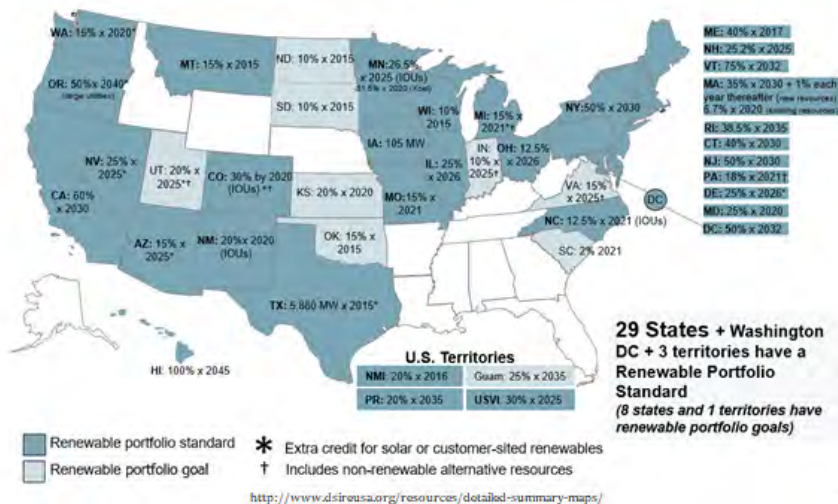 WA: 15% x 2020*
OR: 50%x 2040*
(large utilities)
MT: 15% x 2015
ND: 10% x 2015
SD: 10% x 2015
MN:26.5%
x 2025 (IOUs)
31.5% x 2020 (Xcel)
WI: 10%
2015
MI: 15% x
2021*†
NY:50% x 2030
IA: 105 MW
NV: 25% x
2025*
UT: 20% x
2025*†
CO: 30% by 2020
(IOUs) *†
KS: 20% x 2020
IL: 25%
x 2026
IN:
10% x
2025†
OH: 12.5%
x 2026
MO:15% x
2021
CA: 60%
x 2030
AZ: 15% x
2025*
NM: 20%x 2020
(IOUs)
OK: 15% x
2015
VA: 15%
x 2025†
NC: 12.5% x 2021 (IOUs)
SC: 2% 2021
TX: 5,880 MW x 2015*
HI: 100% x 2045
DC
ME: 40% x 2017
NH: 25.2% x 2025
VT: 75% x 2032
MA: 35% x 2030 + 1% each
year thereafter (new resources)
6.7% x 2020 (existing resources)
RI: 38.5% x 2035
CT: 40% x 2030
NJ: 50% x 2030
PA: 18% x 2021†
DE: 25% x 2026*
MD: 25% x 2020
DC: 50% x 2032
U.S. Territories
NMI: 20% x 2016
Guam: 25% x 2035
PR: 20% x 2035
USVI: 30% x 2025
29 States + Washington
DC + 3 territories have a
Renewable Portfolio
Standard
(8 states and 1 territories have
renewable portfolio goals)
Renewable portfolio standard
Renewable portfolio goal
* Extra credit for solar or customer-sited renewables
† Includes non-renewable alternative resources
http://www.dsireusa.org/resources/detailed-summary-maps/